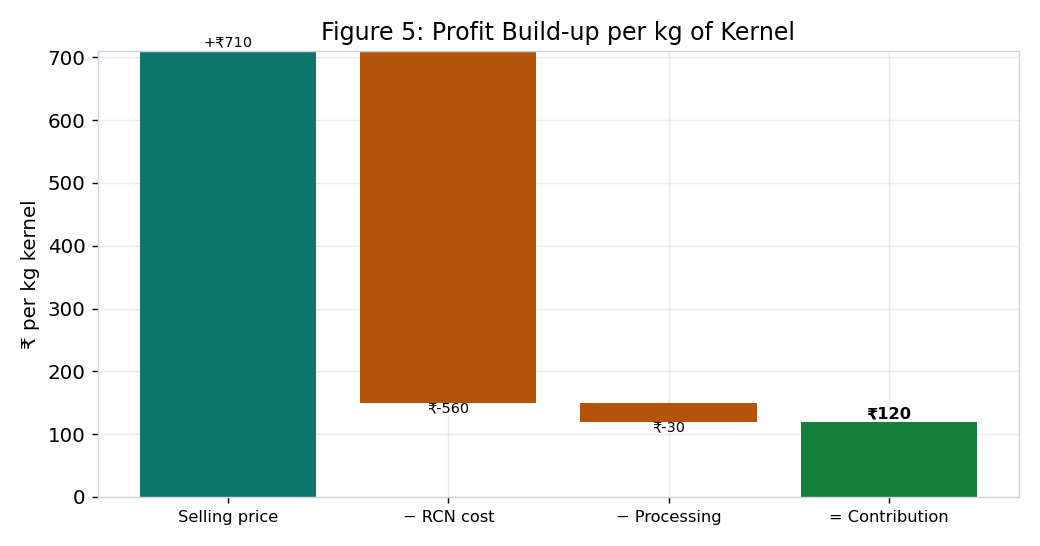 Figure 5: Profit Build-up per kg of Kernel
+₹710
700
600
500
400
300
200
100
0
₹ per kg kernel
₹-560
₹-30
₹120
Selling price
− RCN cost
− Processing
= Contribution